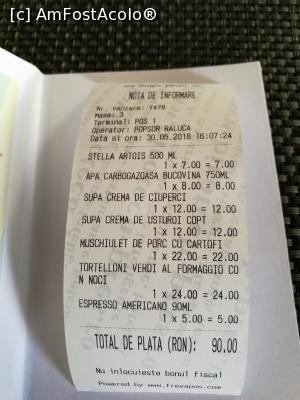 [c] AmFostAcolo®
NOTA DE INFORMARE
Nr. vanzare: 7479
Masa: 3
Terminal: POS 1
Operator: POPSOR RALUCA
Data si ora: 30.05.2018 16:07:24
STELLA ARTOIS 500 ML
1 x 7.00 = 7.00
APA CARBOGAZOASA BUCOVINA 750ML
1 x 8.00 = 8.00
SUPA CREMA DE CIUPERCI
1 x 12.00 = 12.00
SUPA CREMA DE USTUROI COPT
1 x 12.00 = 12.00
MUSCHIULET DE PORC CU CARTOFI
1 x 22.00 = 22.00
TORTELLONI VERDI AL FORMAGGIO CO
N NOCI
1 x 24.00 = 24.00
ESPRESSO AMERICANO 90ML
1 x 5.00 = 5.00
TOTAL DE PLATA (RON): 90.00
Nu inlocuieste bonul fiscal
Powered by www.freyapos.com